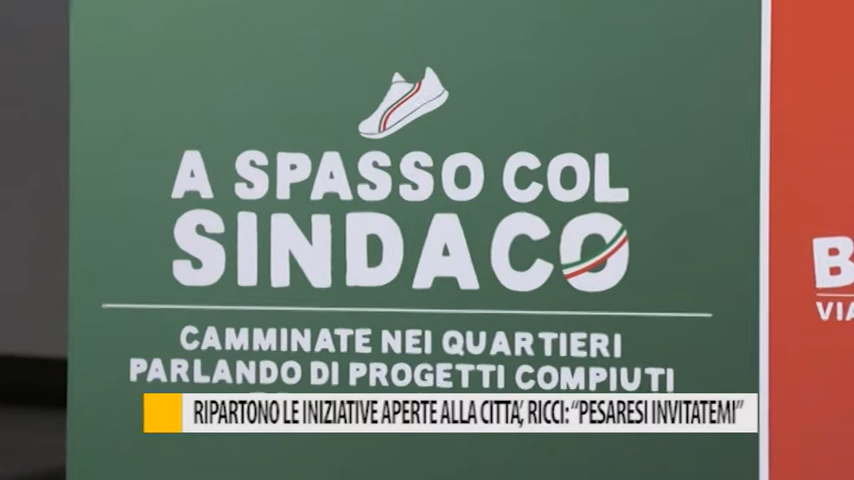 A SPASSO COL
SINDACO
CAMMINATE NEI QUARTIERI
PARLANDO DI PROGETTI COMPIUTI
VIA
RIPARTONO LE INIZIATIVE APERTE ALLA CITTA', RICCI: "PESARESI INVITATEMI"